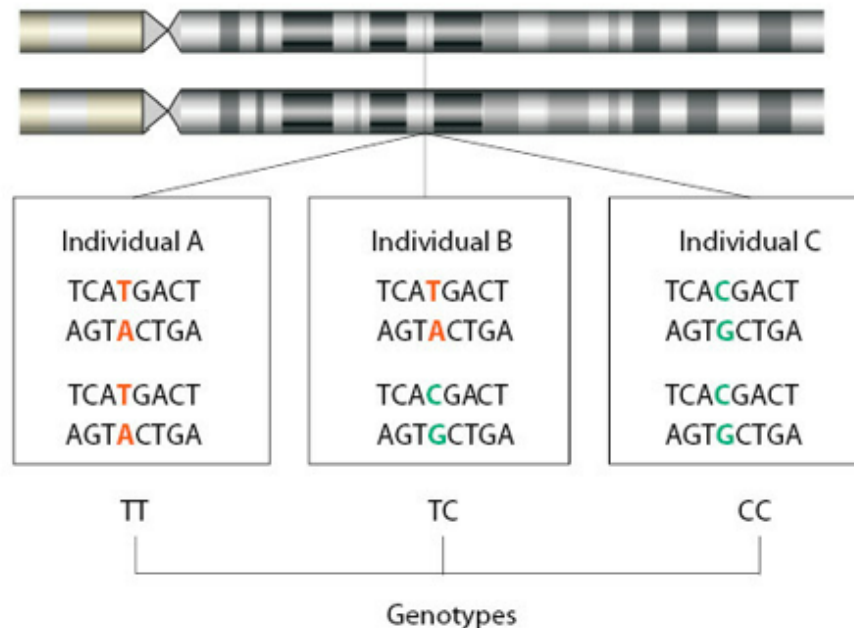 Individual A
TCATGACT
AGTACTGA
TCATGACT
AGTACTGA
TT
Individual B
TCATGACT
AGTACTGA
TCACGACT
AGTGCTGA
TC
Individual C
TCACGACT
AGTGCTGA
TCACGACT
AGTGCTGA
CC
Genotypes